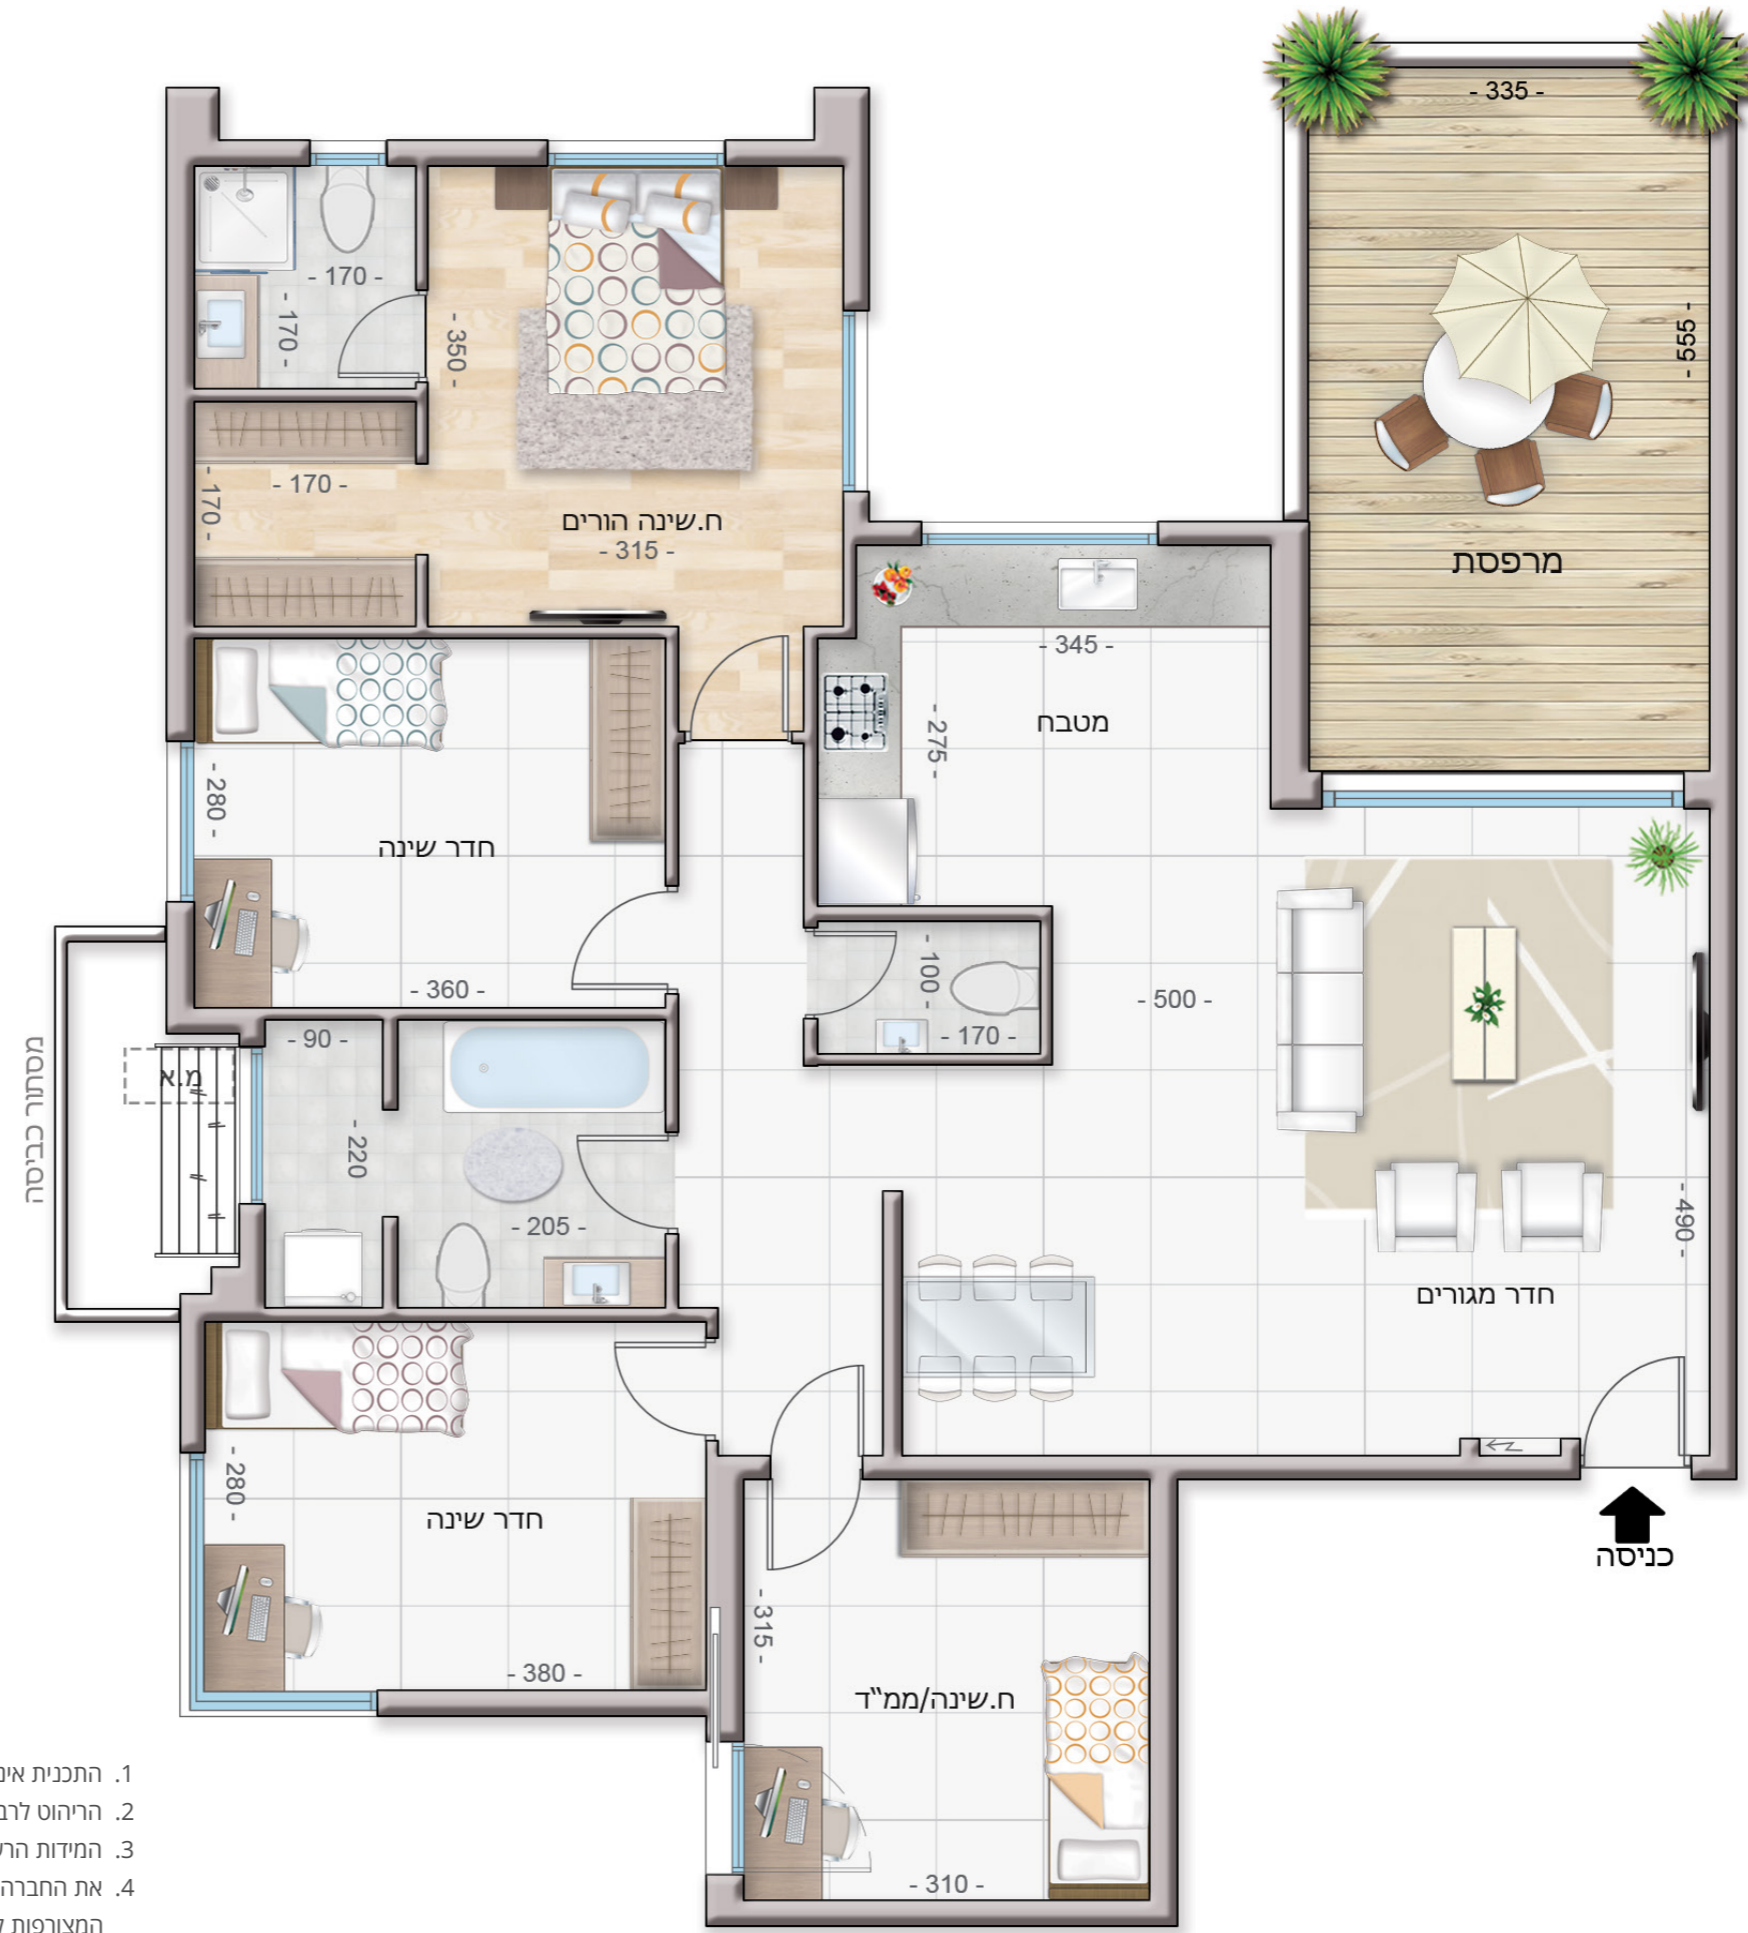 - 335 -
- 555 -
מרפסת
- 170 -
- 170 -
- 350 -
- 170 -
- 170 -
ח.שינה הורים
- 315 -
- 345 -
מטבח
- 275 -
- 280 -
חדר שינה
- 360 -
- 100 -
- 170 -
- 500 -
- 90 -
מ.א
מסתור כביסה
- 220
- 205 -
- 490 -
חדר מגורים
כניסה
- 280 -
חדר שינה
- 380 -
- 315 -
ח.שינה/ממ"ד
- 310 -
1. התכנית אינ
2. הריהוט לרב
3. המידות הרש
4. את החברה
המצורפות ל